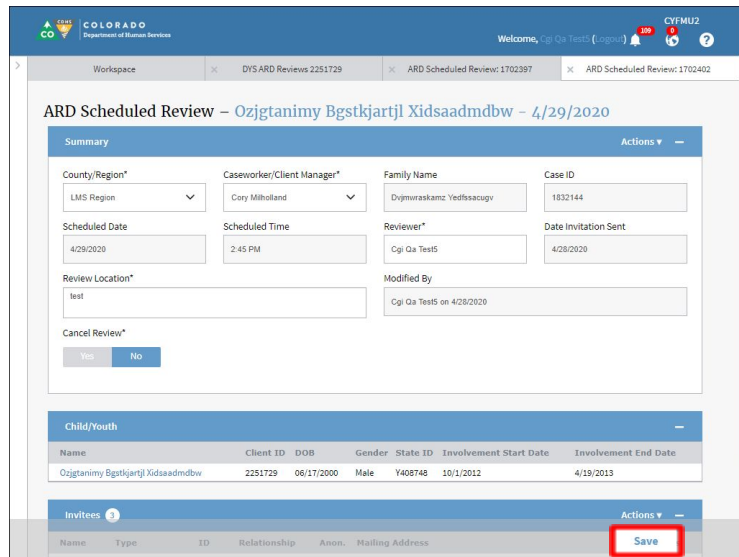 CYFMU2
CO CDHS COLORADO
Department of Human Services
Welcome, Cgi Qa Test5 (Logout) 109 0 ?
> Workspace × DYS ARD Reviews 2251729 × ARD Scheduled Review: 1702397 × ARD Scheduled Review: 1702402
ARD Scheduled Review – Ozjgtanimy Bgstkjartjl Xidsaadmdbw - 4/29/2020
Summary Actions ▾ —
County/Region* Caseworker/Client Manager* Family Name Case ID
LMS Region Cory Milholland Dvjmwraskamz Yedfssacugv 1832144
Scheduled Date Scheduled Time Reviewer* Date Invitation Sent
4/29/2020 2:45 PM Cgi Qa Test5 4/28/2020
Review Location* Modified By
test Cgi Qa Test5 on 4/28/2020
Cancel Review*
Yes No
Child/Youth —
Name Client ID DOB Gender State ID Involvement Start Date Involvement End Date
Ozjgtanimy Bgstkjartjl Xidsaadmdbw 2251729 06/17/2000 Male Y408748 10/1/2012 4/19/2013
Invitees 3 Actions ▾ —
Name Type ID Relationship Anon. Mailing Address
Save